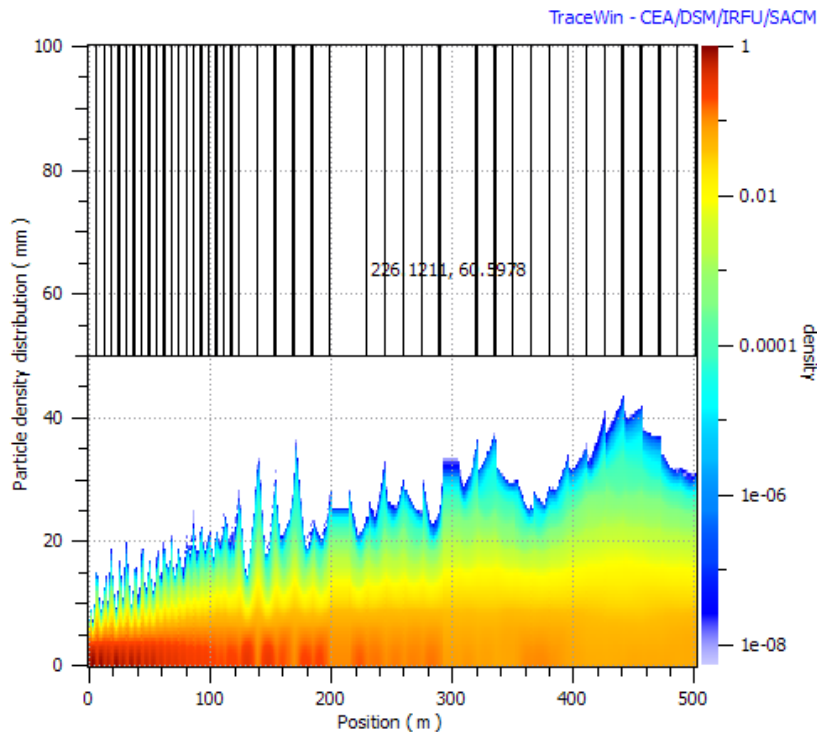 TraceWin - CEA/DSM/IRFU/SACM
100
80
60
40
20
0
Particle density distribution ( mm )
226.1211, 60.5978
0 100 200 300 400 500
Position ( m )
1
0.01
0.0001
1e-06
1e-08
density